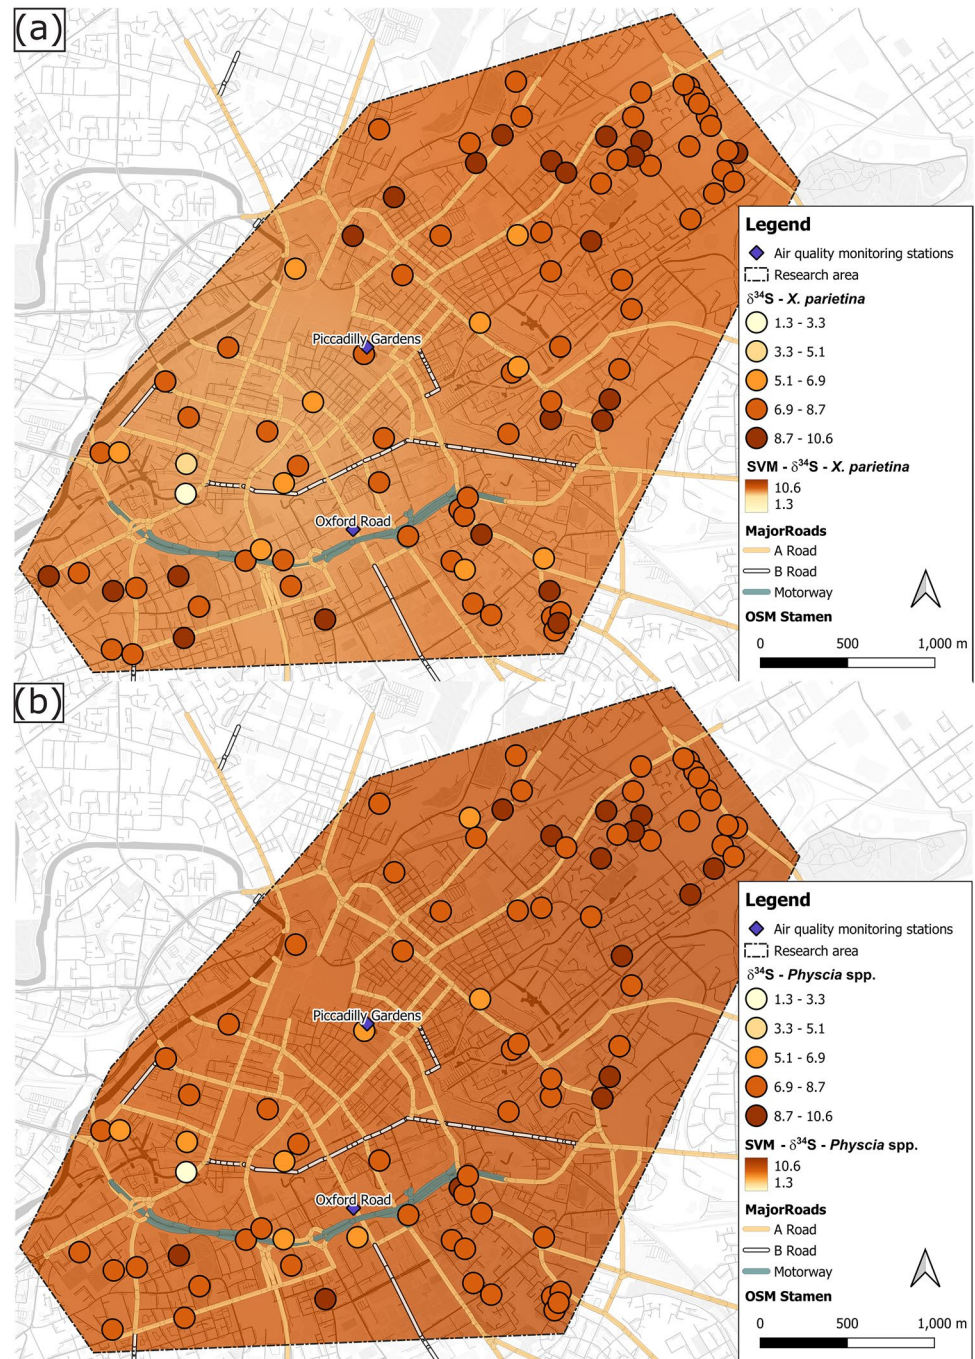 (a)
Piccadilly Gardens
Oxford Road
Legend
Air quality monitoring stations
Research area
δ³⁴S - X. parietina
1.3 - 3.3
3.3 - 5.1
5.1 - 6.9
6.9 - 8.7
8.7 - 10.6
SVM - δ³⁴S - X. parietina
10.6
1.3
MajorRoads
A Road
B Road
Motorway
OSM Stamen
0 500 1,000 m
(b)
Piccadilly Gardens
Oxford Road
Legend
Air quality monitoring stations
Research area
δ³⁴S - Physcia spp.
1.3 - 3.3
3.3 - 5.1
5.1 - 6.9
6.9 - 8.7
8.7 - 10.6
SVM - δ³⁴S - Physcia spp.
10.6
1.3
MajorRoads
A Road
B Road
Motorway
OSM Stamen
0 500 1,000 m